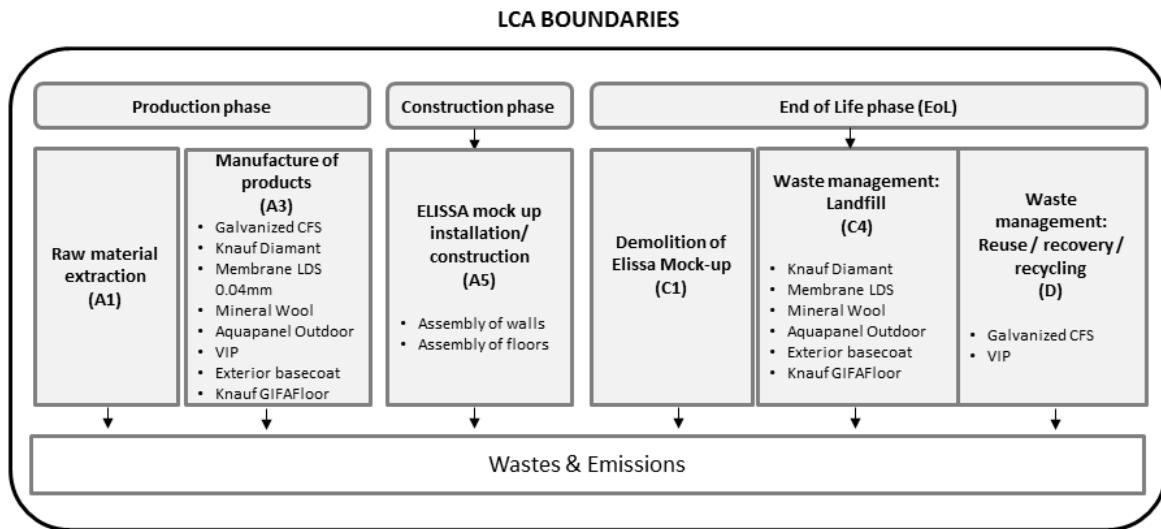 LCA BOUNDARIES
Production phase
Construction phase
End of Life phase (EoL)
Raw material
extraction
(A1)
Manufacture of
products
(A3)
• Galvanized CFS
• Knauf Diamant
• Membrane LDS
0.04mm
• Mineral Wool
• Aquapanel Outdoor
• VIP
• Exterior basecoat
• Knauf GIFAFloor
ELISSA mock up
installation/
construction
(A5)
• Assembly of walls
• Assembly of floors
Demolition of
Elissa Mock-up
(C1)
Waste management:
Landfill
(C4)
• Knauf Diamant
• Membrane LDS
• Mineral Wool
• Aquapanel Outdoor
• Exterior basecoat
• Knauf GIFAFloor
Waste
management:
Reuse / recovery /
recycling
(D)
• Galvanized CFS
• VIP
Wastes & Emissions